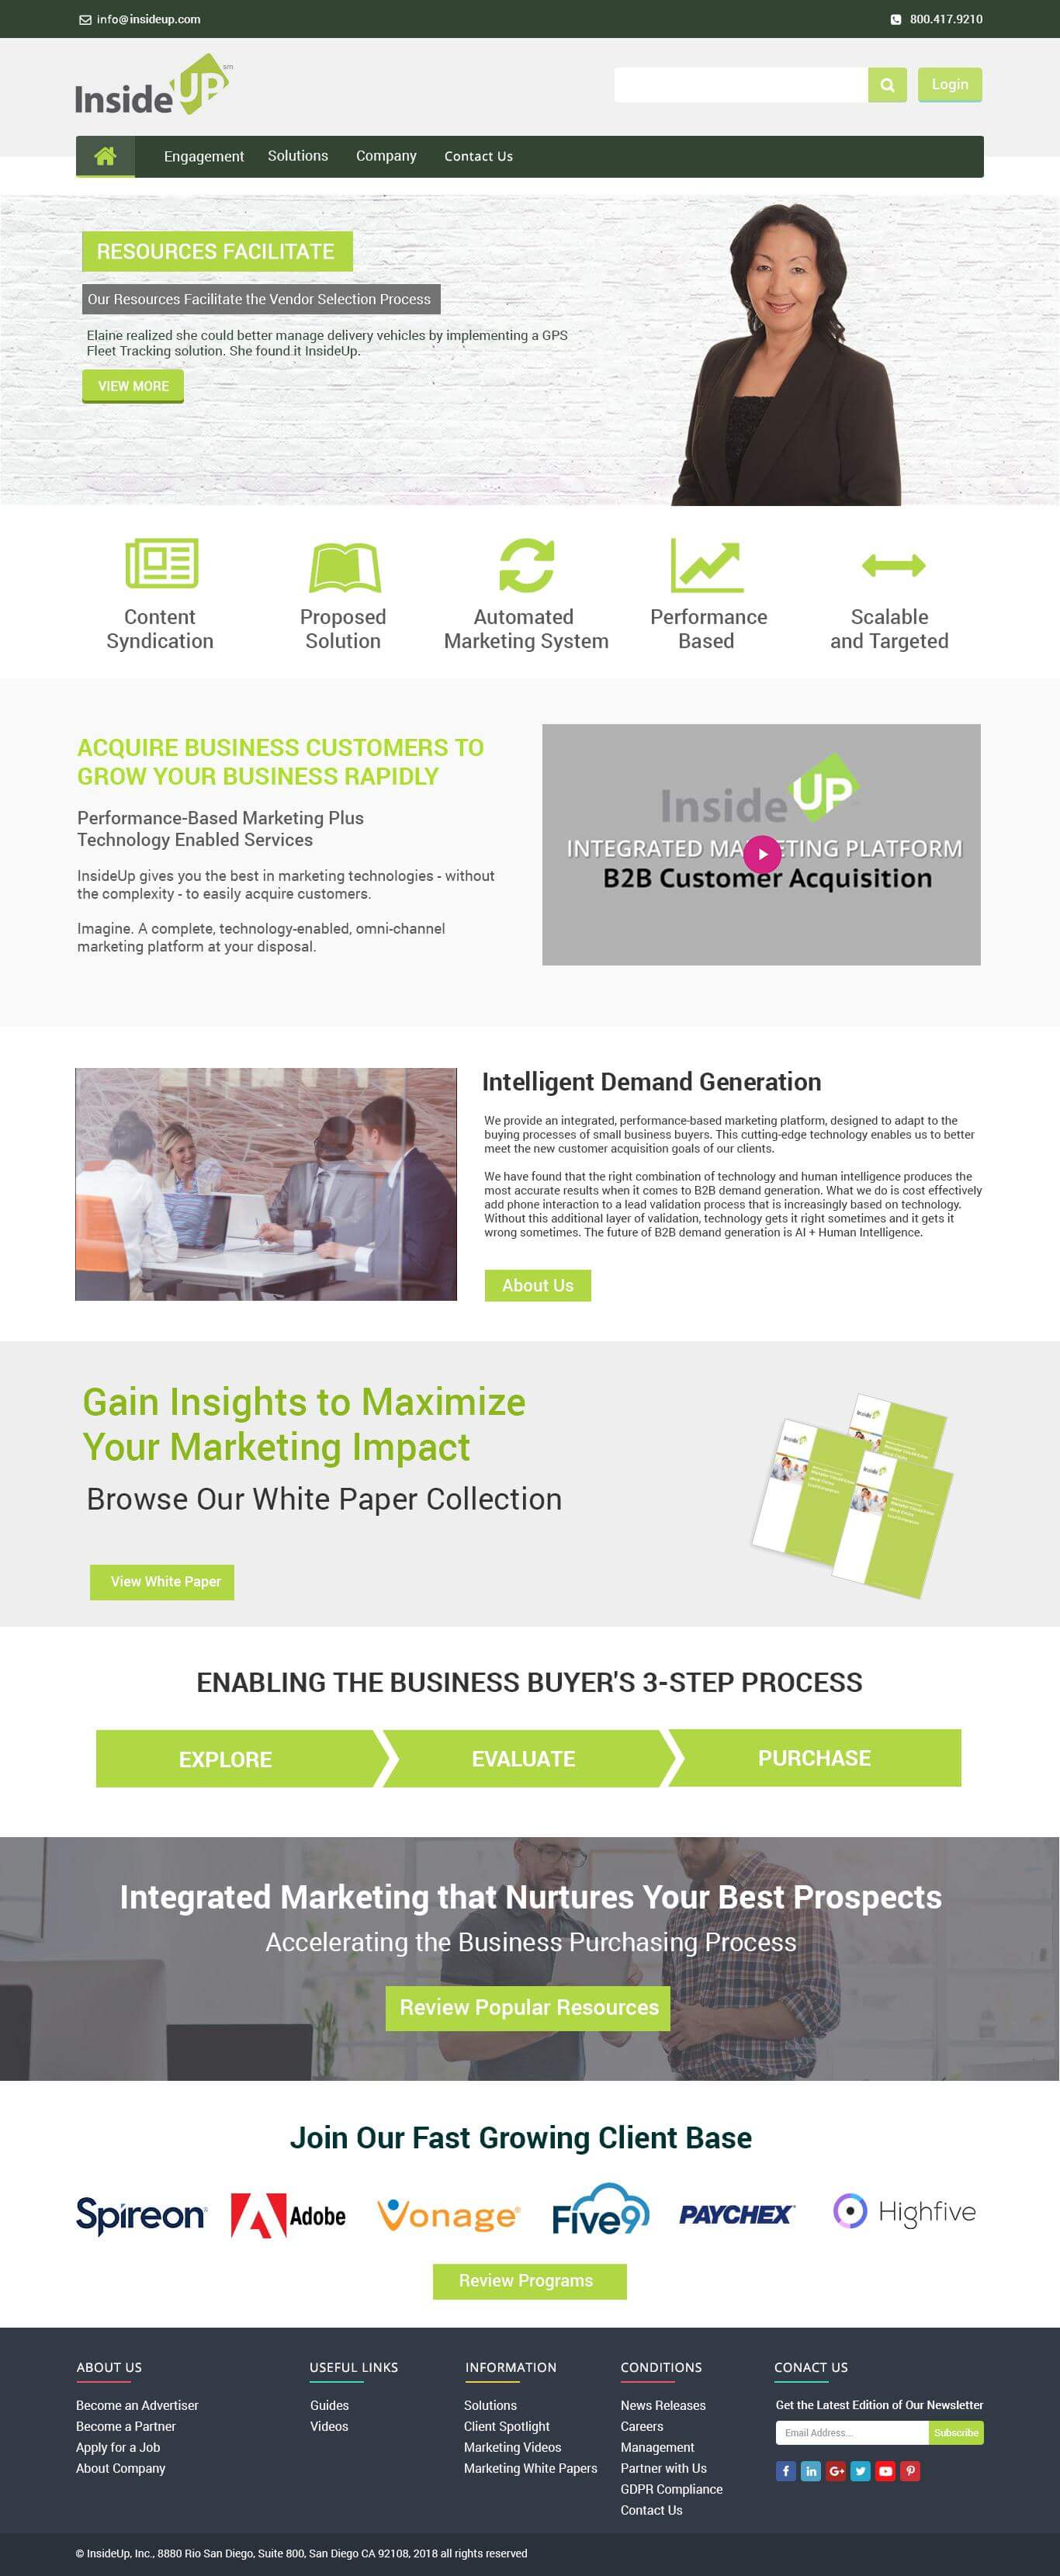 info@insideup.com
800.417.9210
InsideUP sm
Login
Engagement
Solutions
Company
Contact Us
RESOURCES FACILITATE
Our Resources Facilitate the Vendor Selection Process
Elaine realized she could better manage delivery vehicles by implementing a GPS
Fleet Tracking solution. She found it InsideUp.
VIEW MORE
Content
Syndication
Proposed
Solution
Automated
Marketing System
Performance
Based
Scalable
and Targeted
ACQUIRE BUSINESS CUSTOMERS TO
GROW YOUR BUSINESS RAPIDLY
Performance-Based Marketing Plus
Technology Enabled Services
InsideUp gives you the best in marketing technologies - without
the complexity - to easily acquire customers.
Imagine. A complete, technology-enabled, omni-channel
marketing platform at your disposal.
InsideUP
INTEGRATED MARKETING PLATFORM
B2B Customer Acquisition
Intelligent Demand Generation
We provide an integrated, performance-based marketing platform, designed to adapt to the
buying processes of small business buyers. This cutting-edge technology enables us to better
meet the new customer acquisition goals of our clients.
We have found that the right combination of technology and human intelligence produces the
most accurate results when it comes to B2B demand generation. What we do is cost effectively
add phone interaction to a lead validation process that is increasingly based on technology.
Without this additional layer of validation, technology gets it right sometimes and it gets it
wrong sometimes. The future of B2B demand generation is AI + Human Intelligence.
About Us
Gain Insights to Maximize
Your Marketing Impact
Browse Our White Paper Collection
View White Paper
Inside
Inside
Inside
ENABLING THE BUSINESS BUYER'S 3-STEP PROCESS
EXPLORE
EVALUATE
PURCHASE
Integrated Marketing that Nurtures Your Best Prospects
Accelerating the Business Purchasing Process
Review Popular Resources
Join Our Fast Growing Client Base
Spireon
Adobe
Vonage
Five9
PAYCHEX
Highfive
Review Programs
ABOUT US
Become an Advertiser
Become a Partner
Apply for a Job
About Company
USEFUL LINKS
Guides
Videos
INFORMATION
Solutions
Client Spotlight
Marketing Videos
Marketing White Papers
CONDITIONS
News Releases
Careers
Management
Partner with Us
GDPR Compliance
Contact Us
CONACT US
Get the Latest Edition of Our Newsletter
Email Address...
Subscribe
© InsideUp, Inc., 8880 Rio San Diego, Suite 800, San Diego CA 92108, 2018 all rights reserved